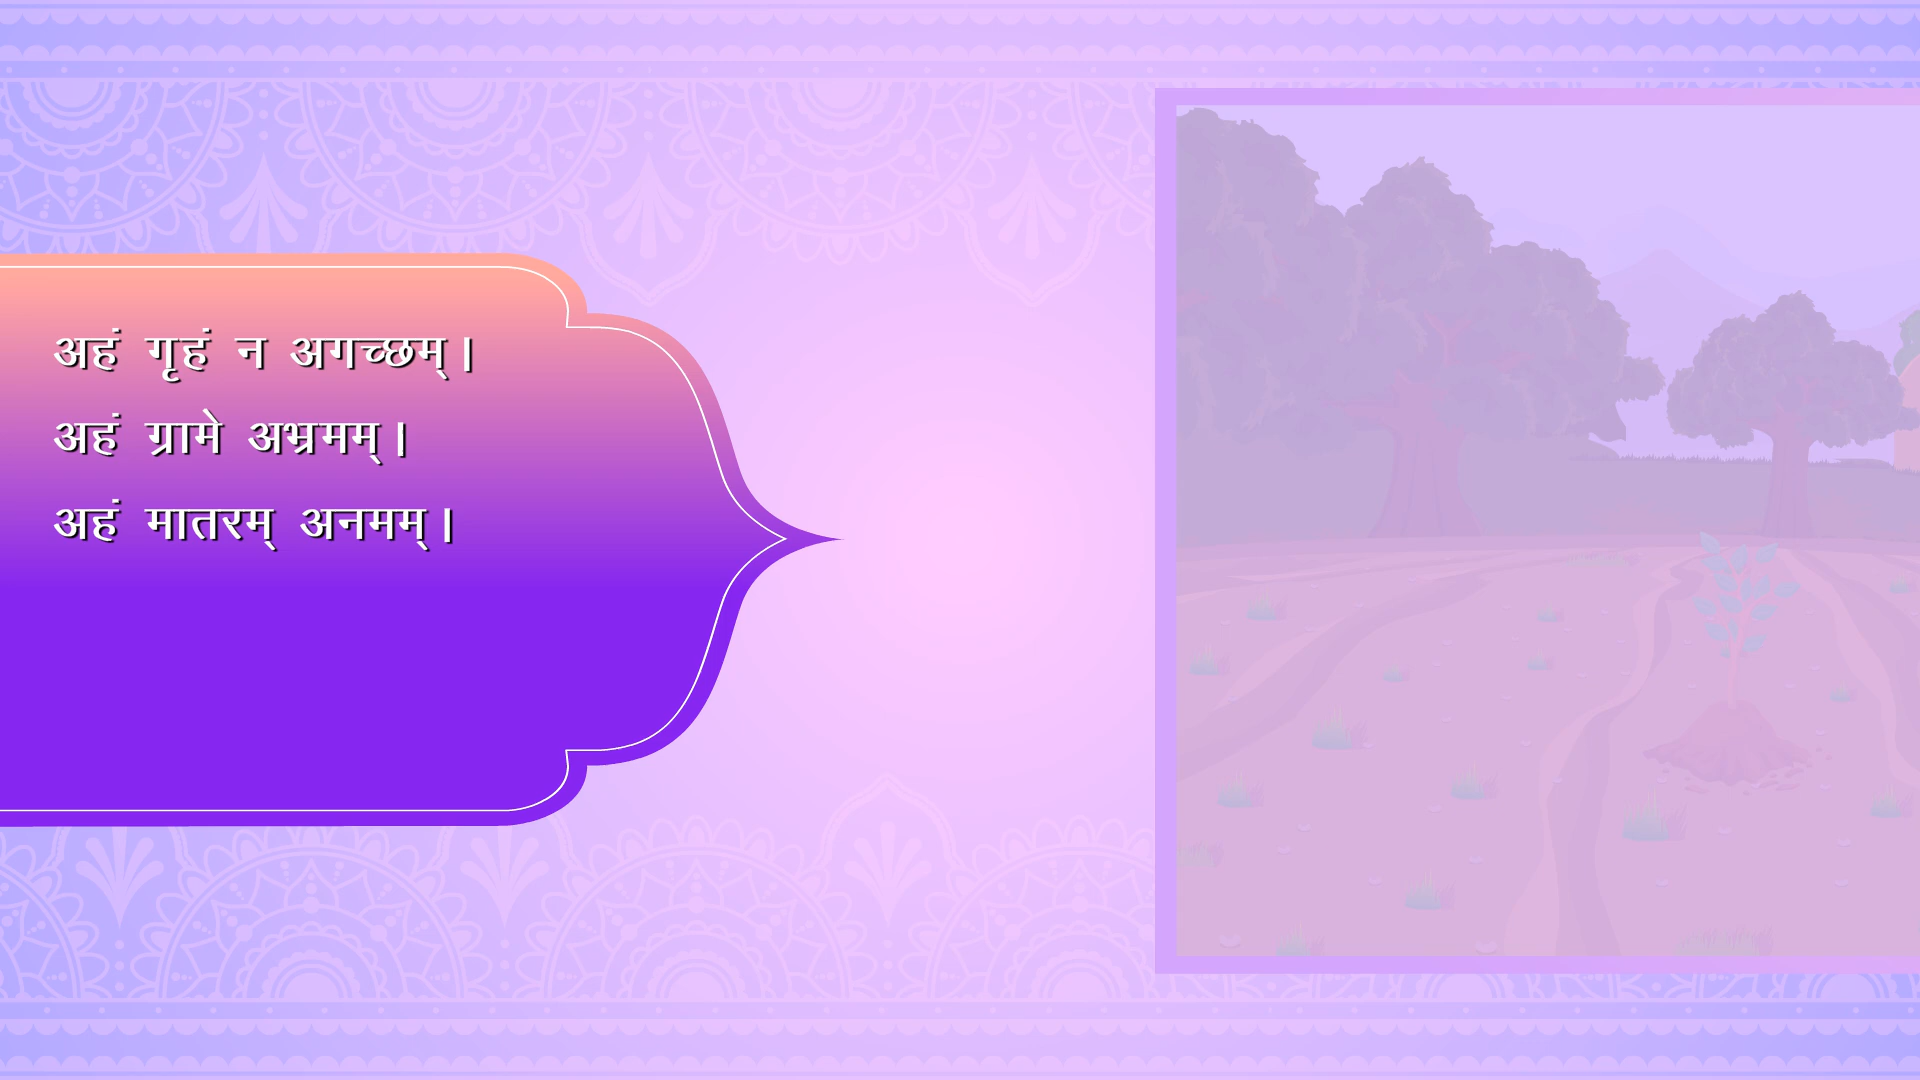 अहं गृहं न अगच्छम्।
अहं ग्रामे अभ्रमम्।
अहं मातरम् अनमम्।